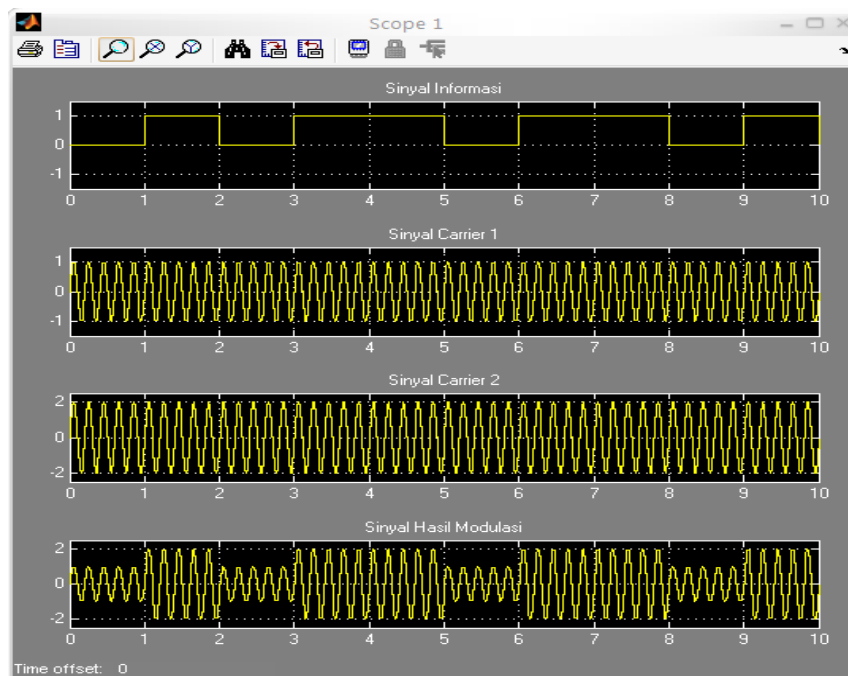 Scope 1
Sinyal Informasi
1
0
-1
0 1 2 3 4 5 6 7 8 9 10
Sinyal Carrier 1
1
0
-1
0 1 2 3 4 5 6 7 8 9 10
Sinyal Carrier 2
2
0
-2
0 1 2 3 4 5 6 7 8 9 10
Sinyal Hasil Modulasi
2
0
-2
0 1 2 3 4 5 6 7 8 9 10
Time offset: 0